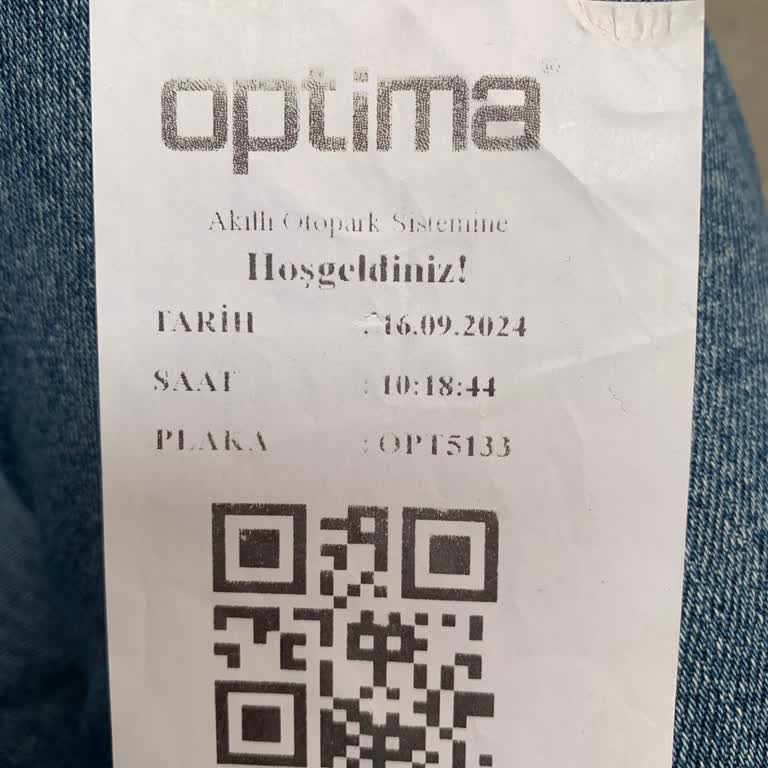 optima
Akıllı Otopark Sistemine
Hoşgeldiniz!
TARİH : 16.09.2024
SAAT : 10:18:44
PLAKA : OPT5133